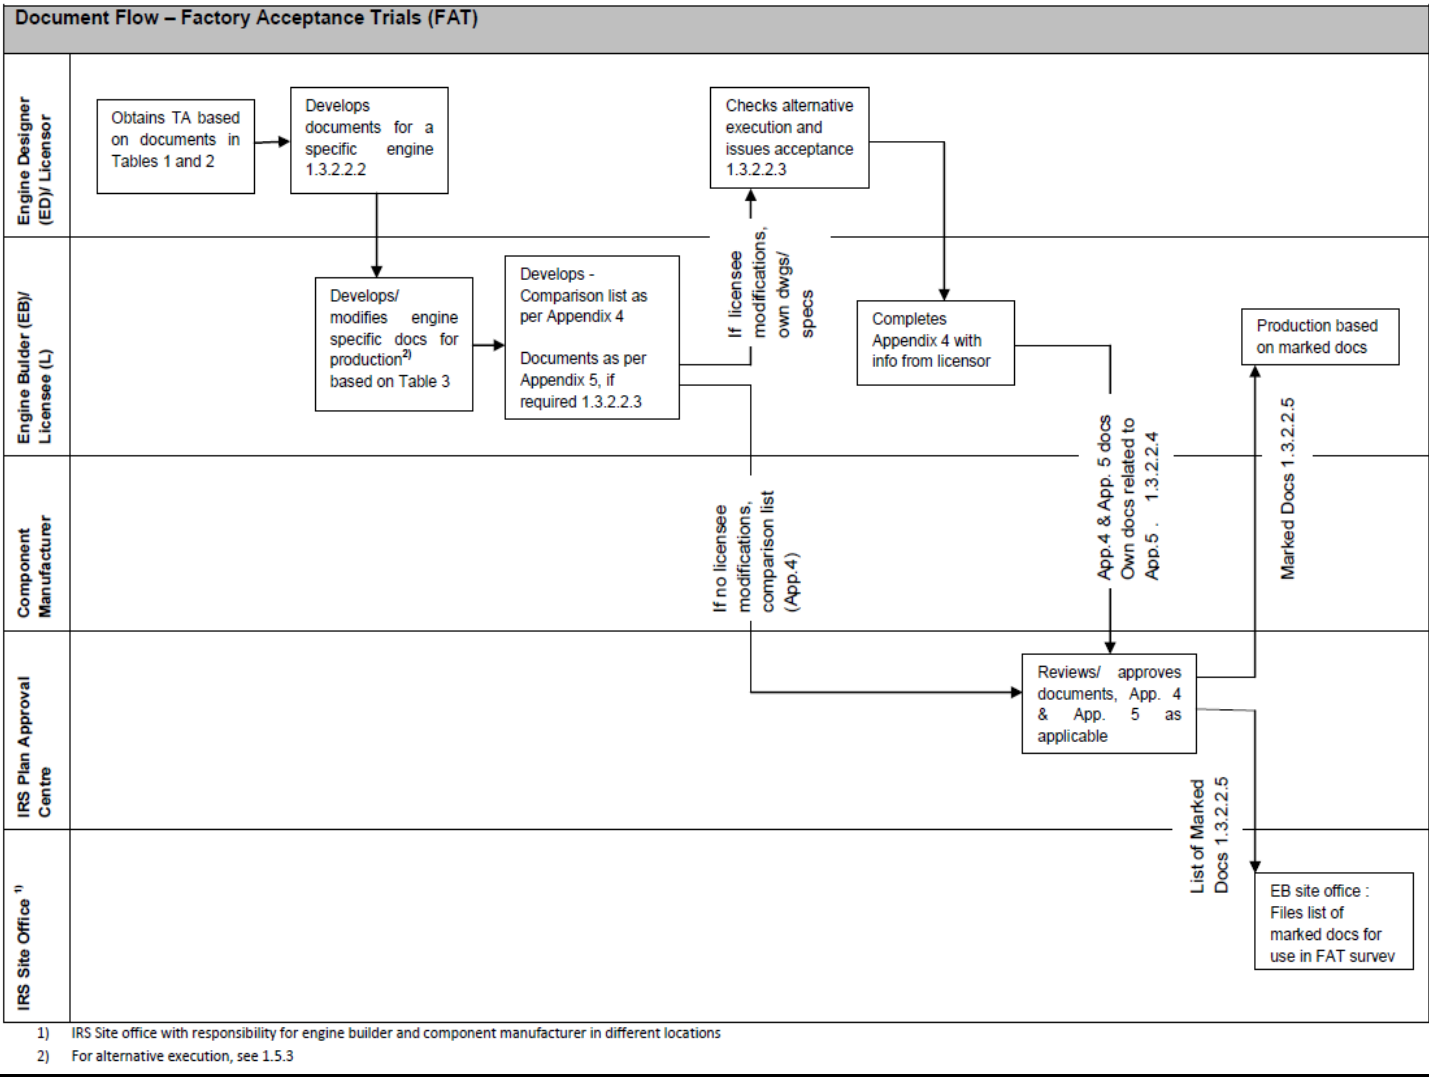 Document Flow – Factory Acceptance Trials (FAT)
Engine Designer
(ED)/ Licensor
Obtains TA based
on documents in
Tables 1 and 2
Develops
documents for a
specific engine
1.3.2.2.2
Checks alternative
execution and
issues acceptance
1.3.2.2.3
Engine Builder (EB)/
Licensee (L)
Develops/
modifies engine
specific docs for
production2)
based on Table 3
Develops -
Comparison list as
per Appendix 4
Documents as per
Appendix 5, if
required 1.3.2.2.3
If licensee
modifications,
own dwgs/
specs
Completes
Appendix 4 with
info from licensor
Production based
on marked docs
Component
Manufacturer
If no licensee
modifications,
comparison list
(App.4)
App.4 & App. 5 docs
Own docs related to
App.5 . 1.3.2.2.4
Marked Docs 1.3.2.2.5
IRS Plan Approval
Centre
Reviews/ approves
documents, App. 4
& App. 5 as
applicable
List of Marked
Docs 1.3.2.2.5
IRS Site Office 1)
EB site office :
Files list of
marked docs for
use in FAT survey
1) IRS Site office with responsibility for engine builder and component manufacturer in different locations
2) For alternative execution, see 1.5.3